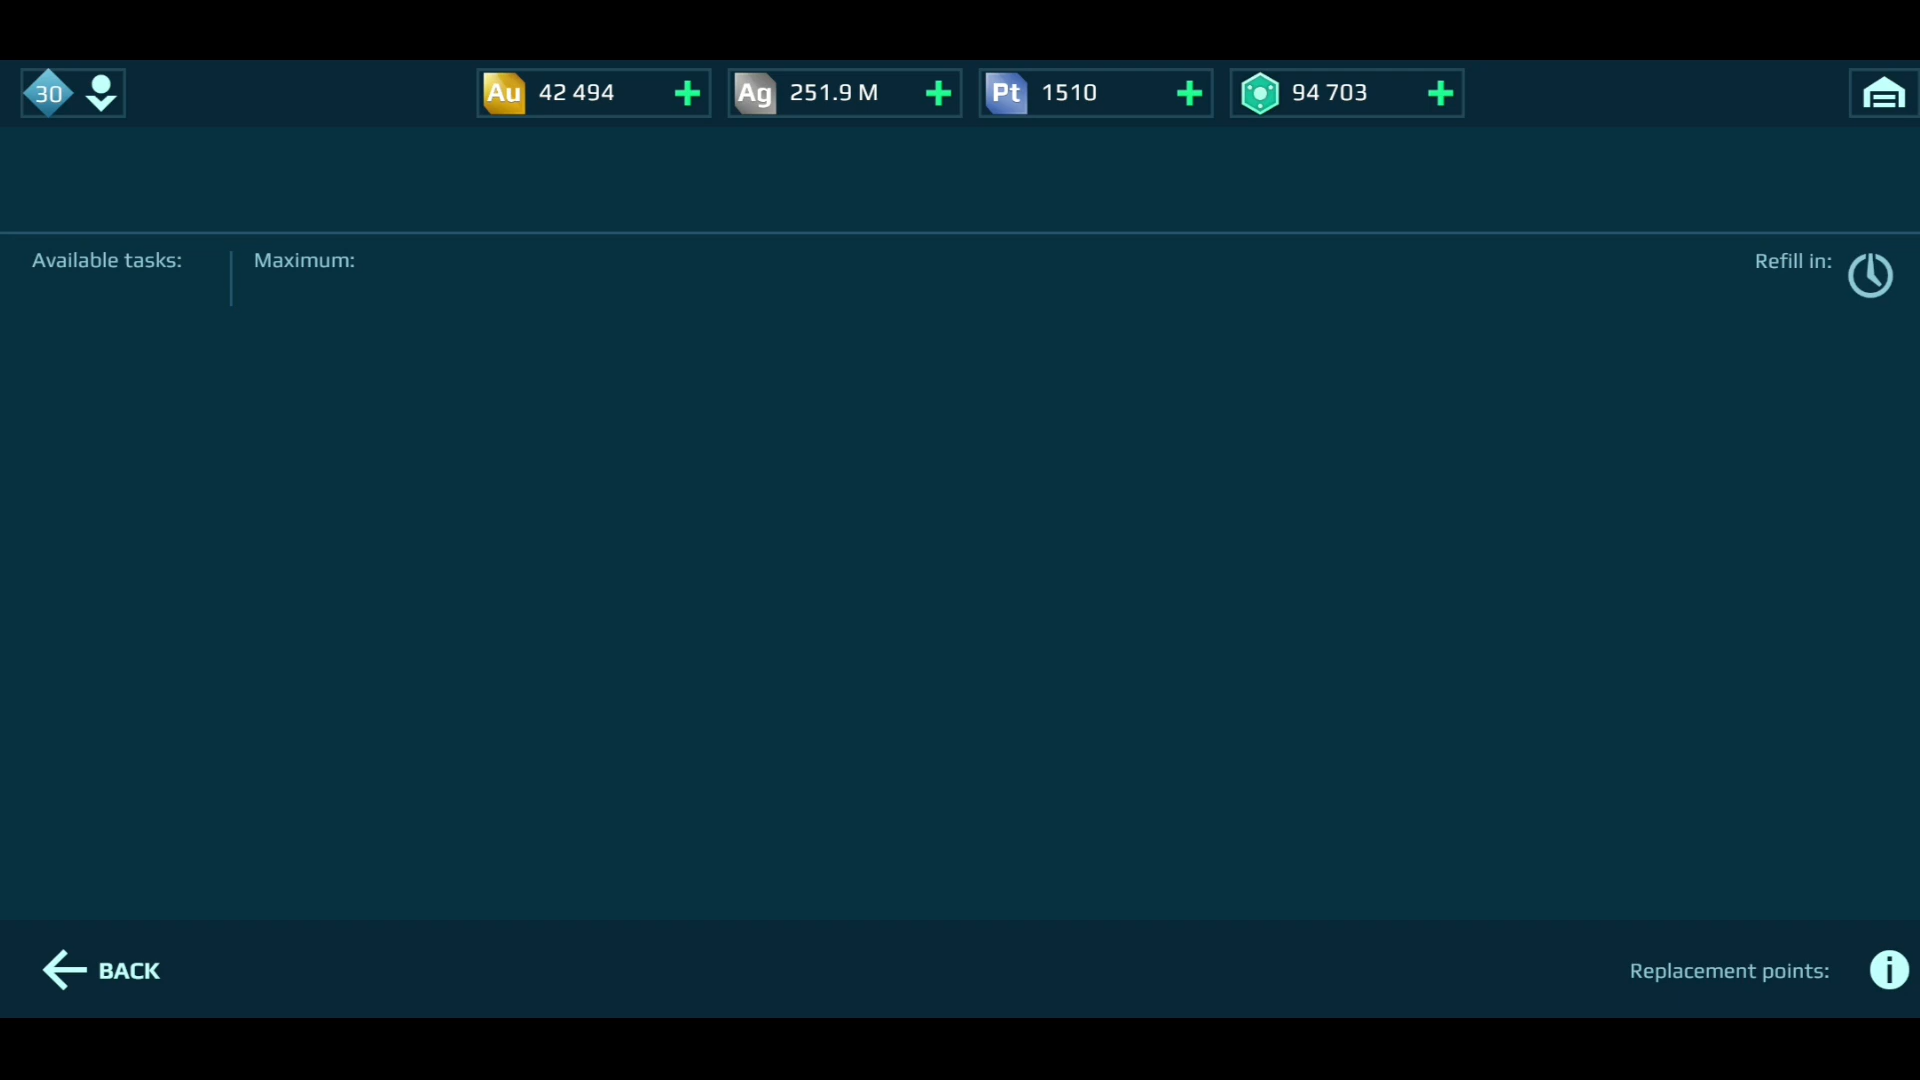 30
Au 42 494
Ag 251.9 M
Pt 1510
94 703
Available tasks:
Maximum:
Refill in:
BACK
Replacement points: